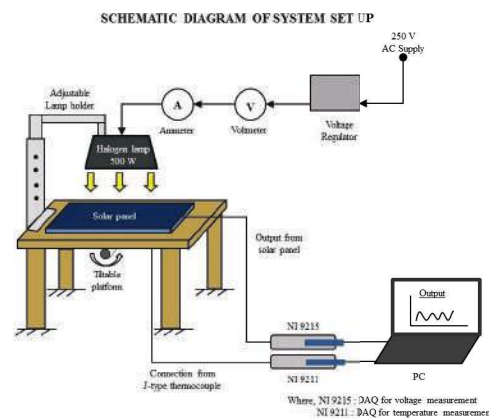 SCHEMATIC DIAGRAM OF SYSTEM SET UP
250 V
AC Supply
Adjustable
Lamp holder
A
V
Ammeter
Voltmeter
Voltage
Regulator
Halogen lamp
500 W
Solar panel
Output from
solar panel
Tiltable
platform
Output
NI 9215
NI 9211
PC
Connection from
J-type thermocouple
Where, NI 9215 : DAQ for voltage measurement
NI 9211 : DAQ for temperature measuremen